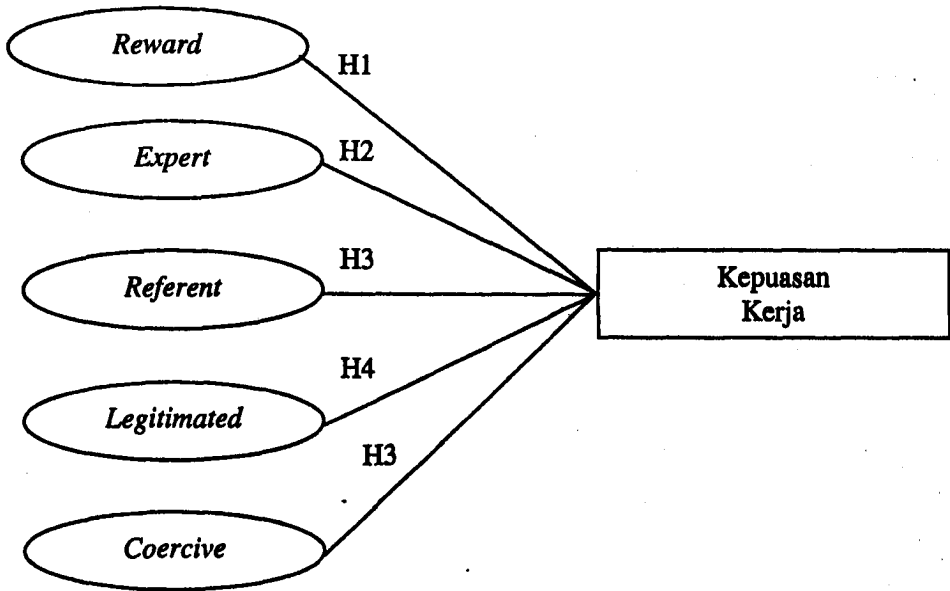 Reward
H1
Expert
H2
Referent
H3
Kepuasan
Kerja
Legitimated
H4
Coercive
H3